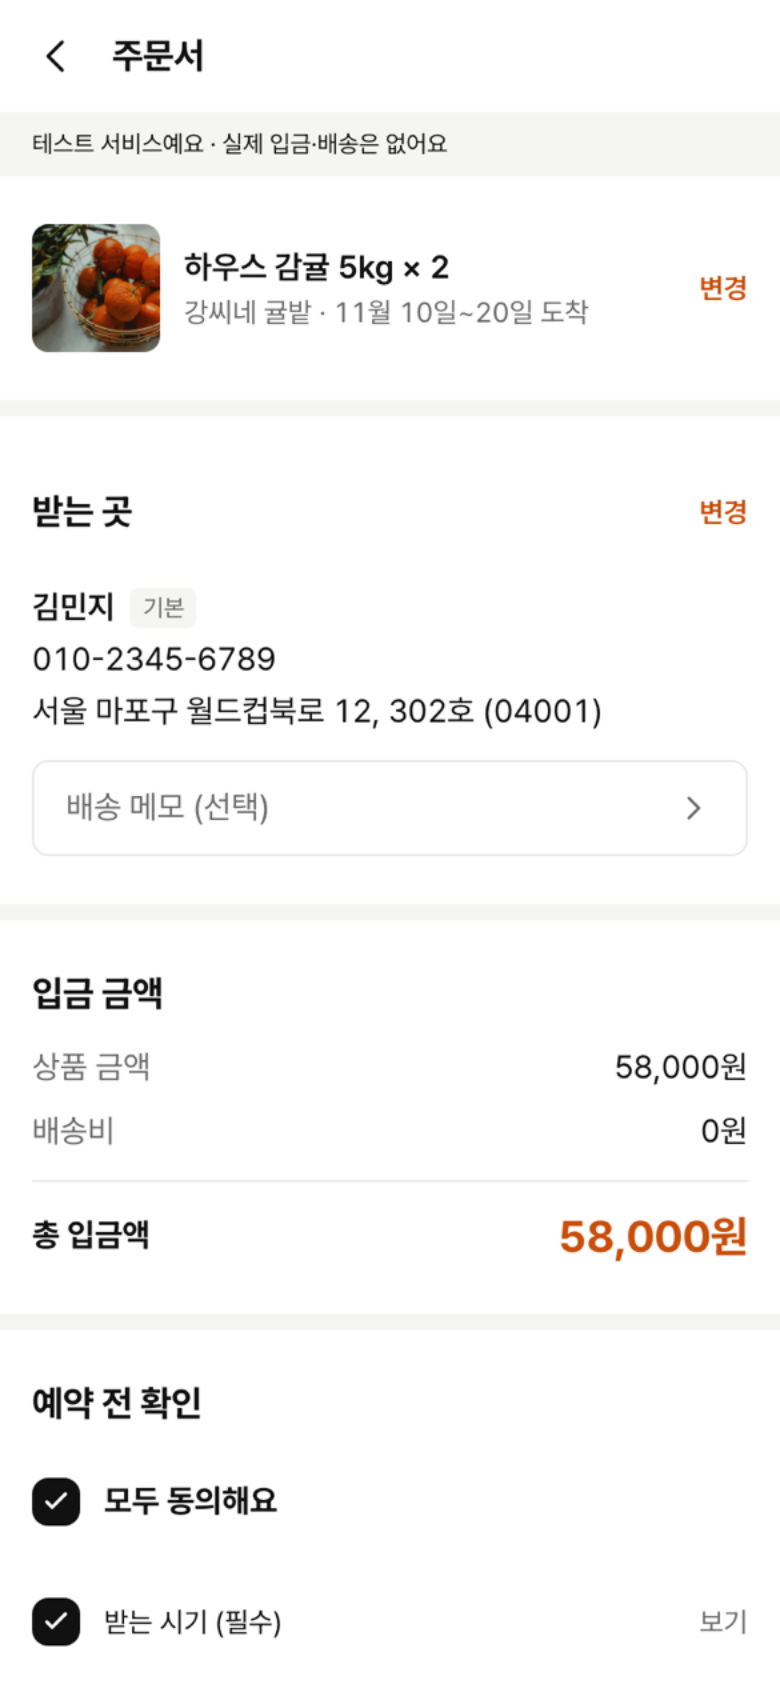 주문서
테스트 서비스예요 · 실제 입금·배송은 없어요
하우스 감귤 5kg × 2
강씨네 귤밭 · 11월 10일~20일 도착
변경
받는 곳
변경
김민지 기본
010-2345-6789
서울 마포구 월드컵북로 12, 302호 (04001)
배송 메모 (선택)
입금 금액
상품 금액 58,000원
배송비 0원
총 입금액 58,000원
예약 전 확인
모두 동의해요
받는 시기 (필수) 보기